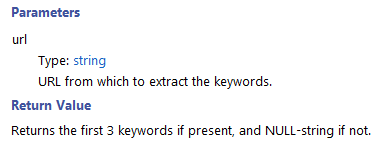 Parameters
url
Type: string
URL from which to extract the keywords.
Return Value
Returns the first 3 keywords if present, and NULL-string if not.